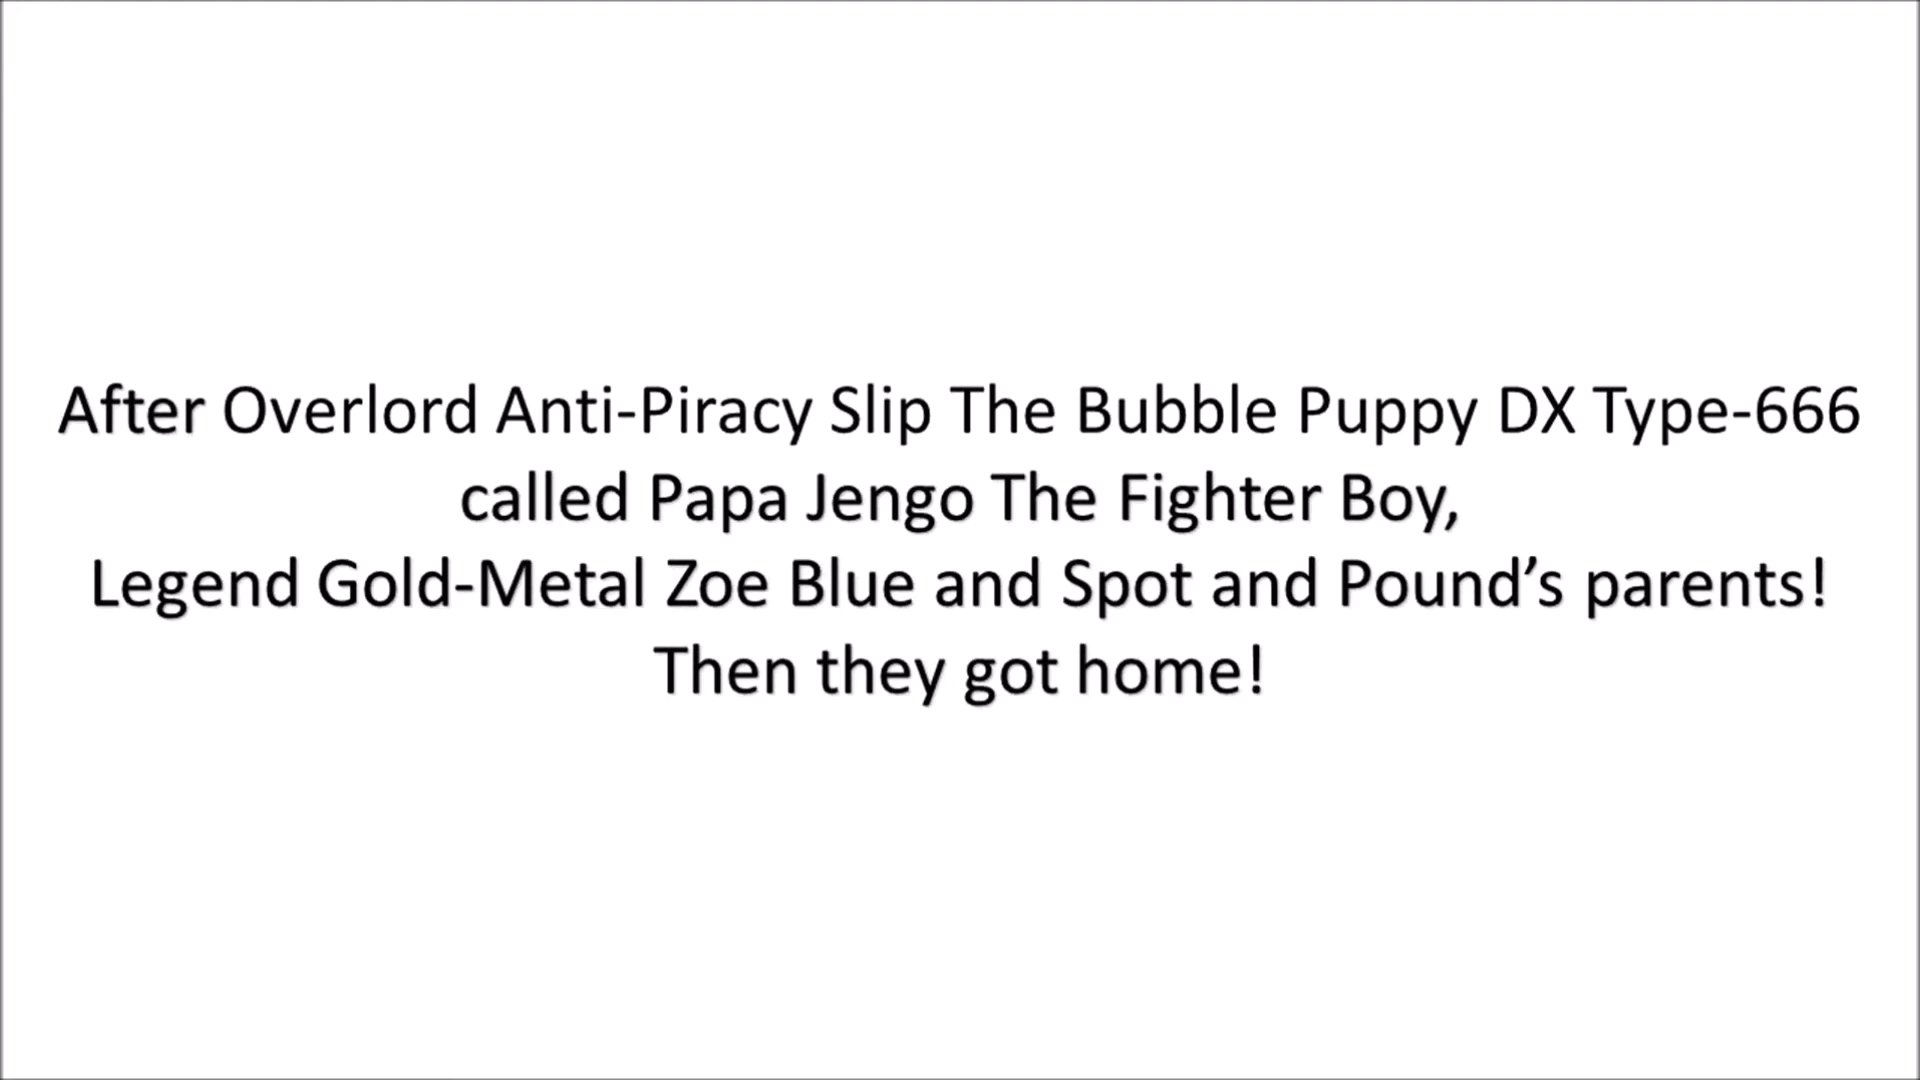 After Overlord Anti-Piracy Slip The Bubble Puppy DX Type-666
called Papa Jengo The Fighter Boy,
Legend Gold-Metal Zoe Blue and Spot and Pound’s parents!
Then they got home!